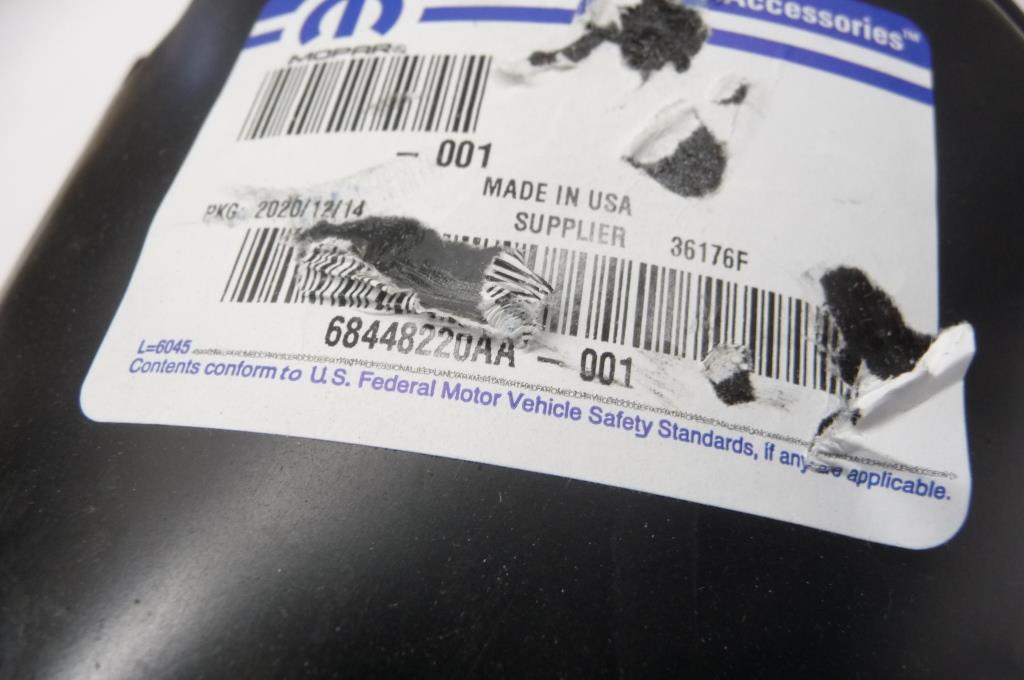 Accessories™
MOPAR®
- 001
MADE IN USA
PKG 2020/12/14
SUPPLIER 36176F
68448220AA - 001
L=6045
Contents conform to U.S. Federal Motor Vehicle Safety Standards, if any are applicable.